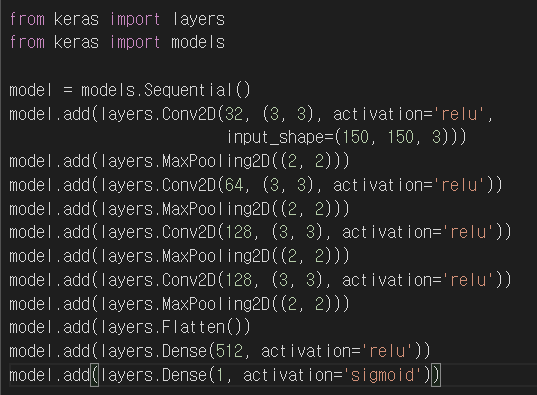 from keras import layers
from keras import models
model = models.Sequential()
model.add(layers.Conv2D(32, (3, 3), activation='relu',
input_shape=(150, 150, 3)))
model.add(layers.MaxPooling2D((2, 2)))
model.add(layers.Conv2D(64, (3, 3), activation='relu'))
model.add(layers.MaxPooling2D((2, 2)))
model.add(layers.Conv2D(128, (3, 3), activation='relu'))
model.add(layers.MaxPooling2D((2, 2)))
model.add(layers.Conv2D(128, (3, 3), activation='relu'))
model.add(layers.MaxPooling2D((2, 2)))
model.add(layers.Flatten())
model.add(layers.Dense(512, activation='relu'))
model.add(layers.Dense(1, activation='sigmoid'))